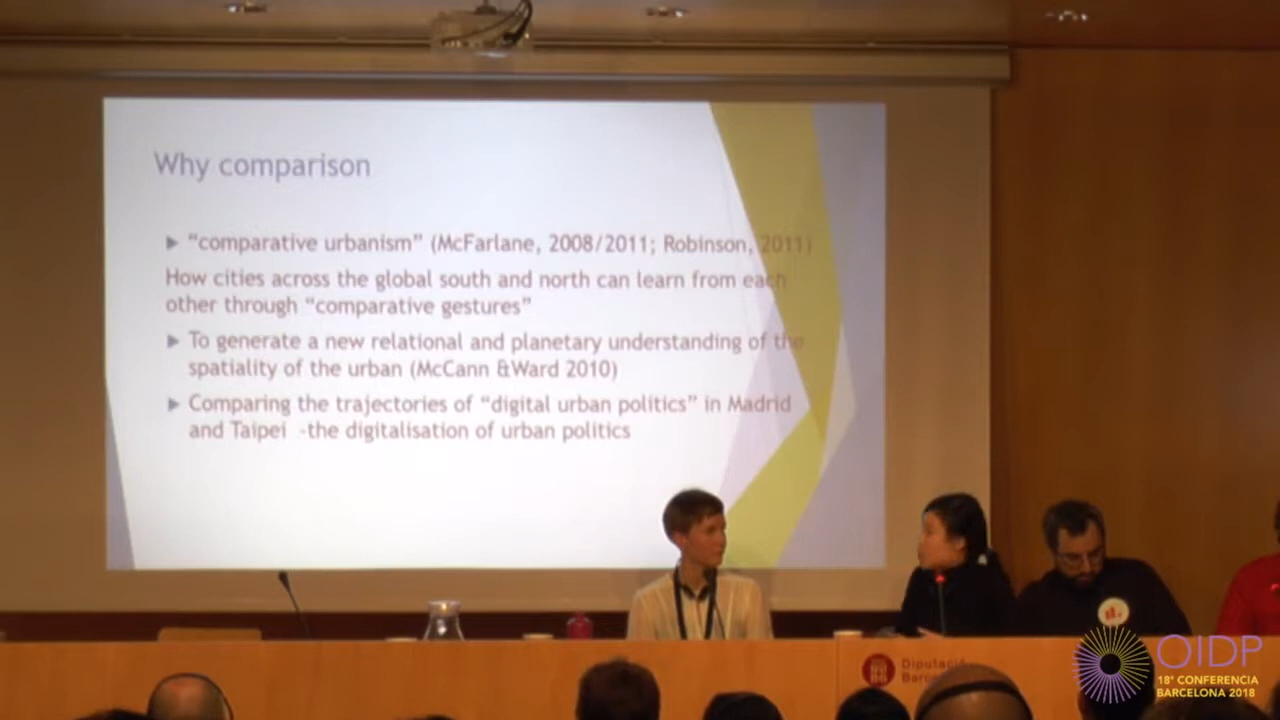 Why comparison
“comparative urbanism” (McFarlane, 2008/2011; Robinson, 2011)
How cities across the global south and north can learn from each
other through “comparative gestures”
To generate a new relational and planetary understanding of the
spatiality of the urban (McCann &Ward 2010)
Comparing the trajectories of “digital urban politics” in Madrid
and Taipei -the digitalisation of urban politics
Diputació
OIDP
18ª CONFERENCIA
BARCELONA 2018